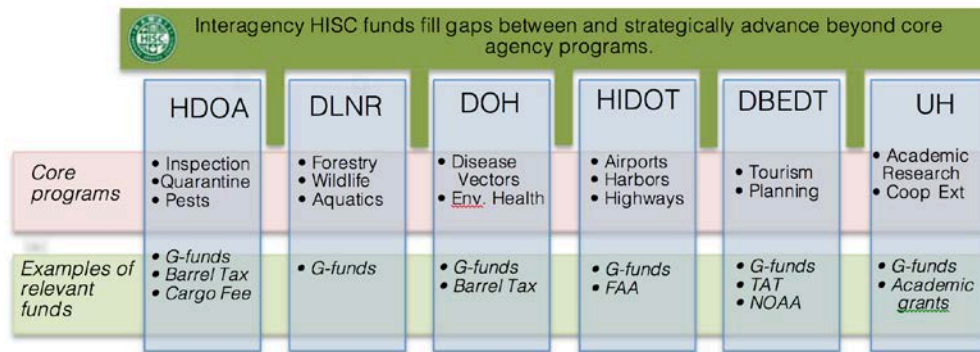 HISC
Interagency HISC funds fill gaps between and strategically advance beyond core
agency programs.
HDOA
DLNR
DOH
HIDOT
DBEDT
UH
Core
programs
• Inspection
•Quarantine
• Pests
• Forestry
• Wildlife
• Aquatics
• Disease
Vectors
• Env. Health
• Airports
• Harbors
• Highways
• Tourism
• Planning
• Academic
Research
• Coop Ext
Examples of
relevant
funds
• G-funds
• Barrel Tax
• Cargo Fee
• G-funds
• G-funds
• Barrel Tax
• G-funds
• FAA
• G-funds
• TAT
• NOAA
• G-funds
• Academic
grants